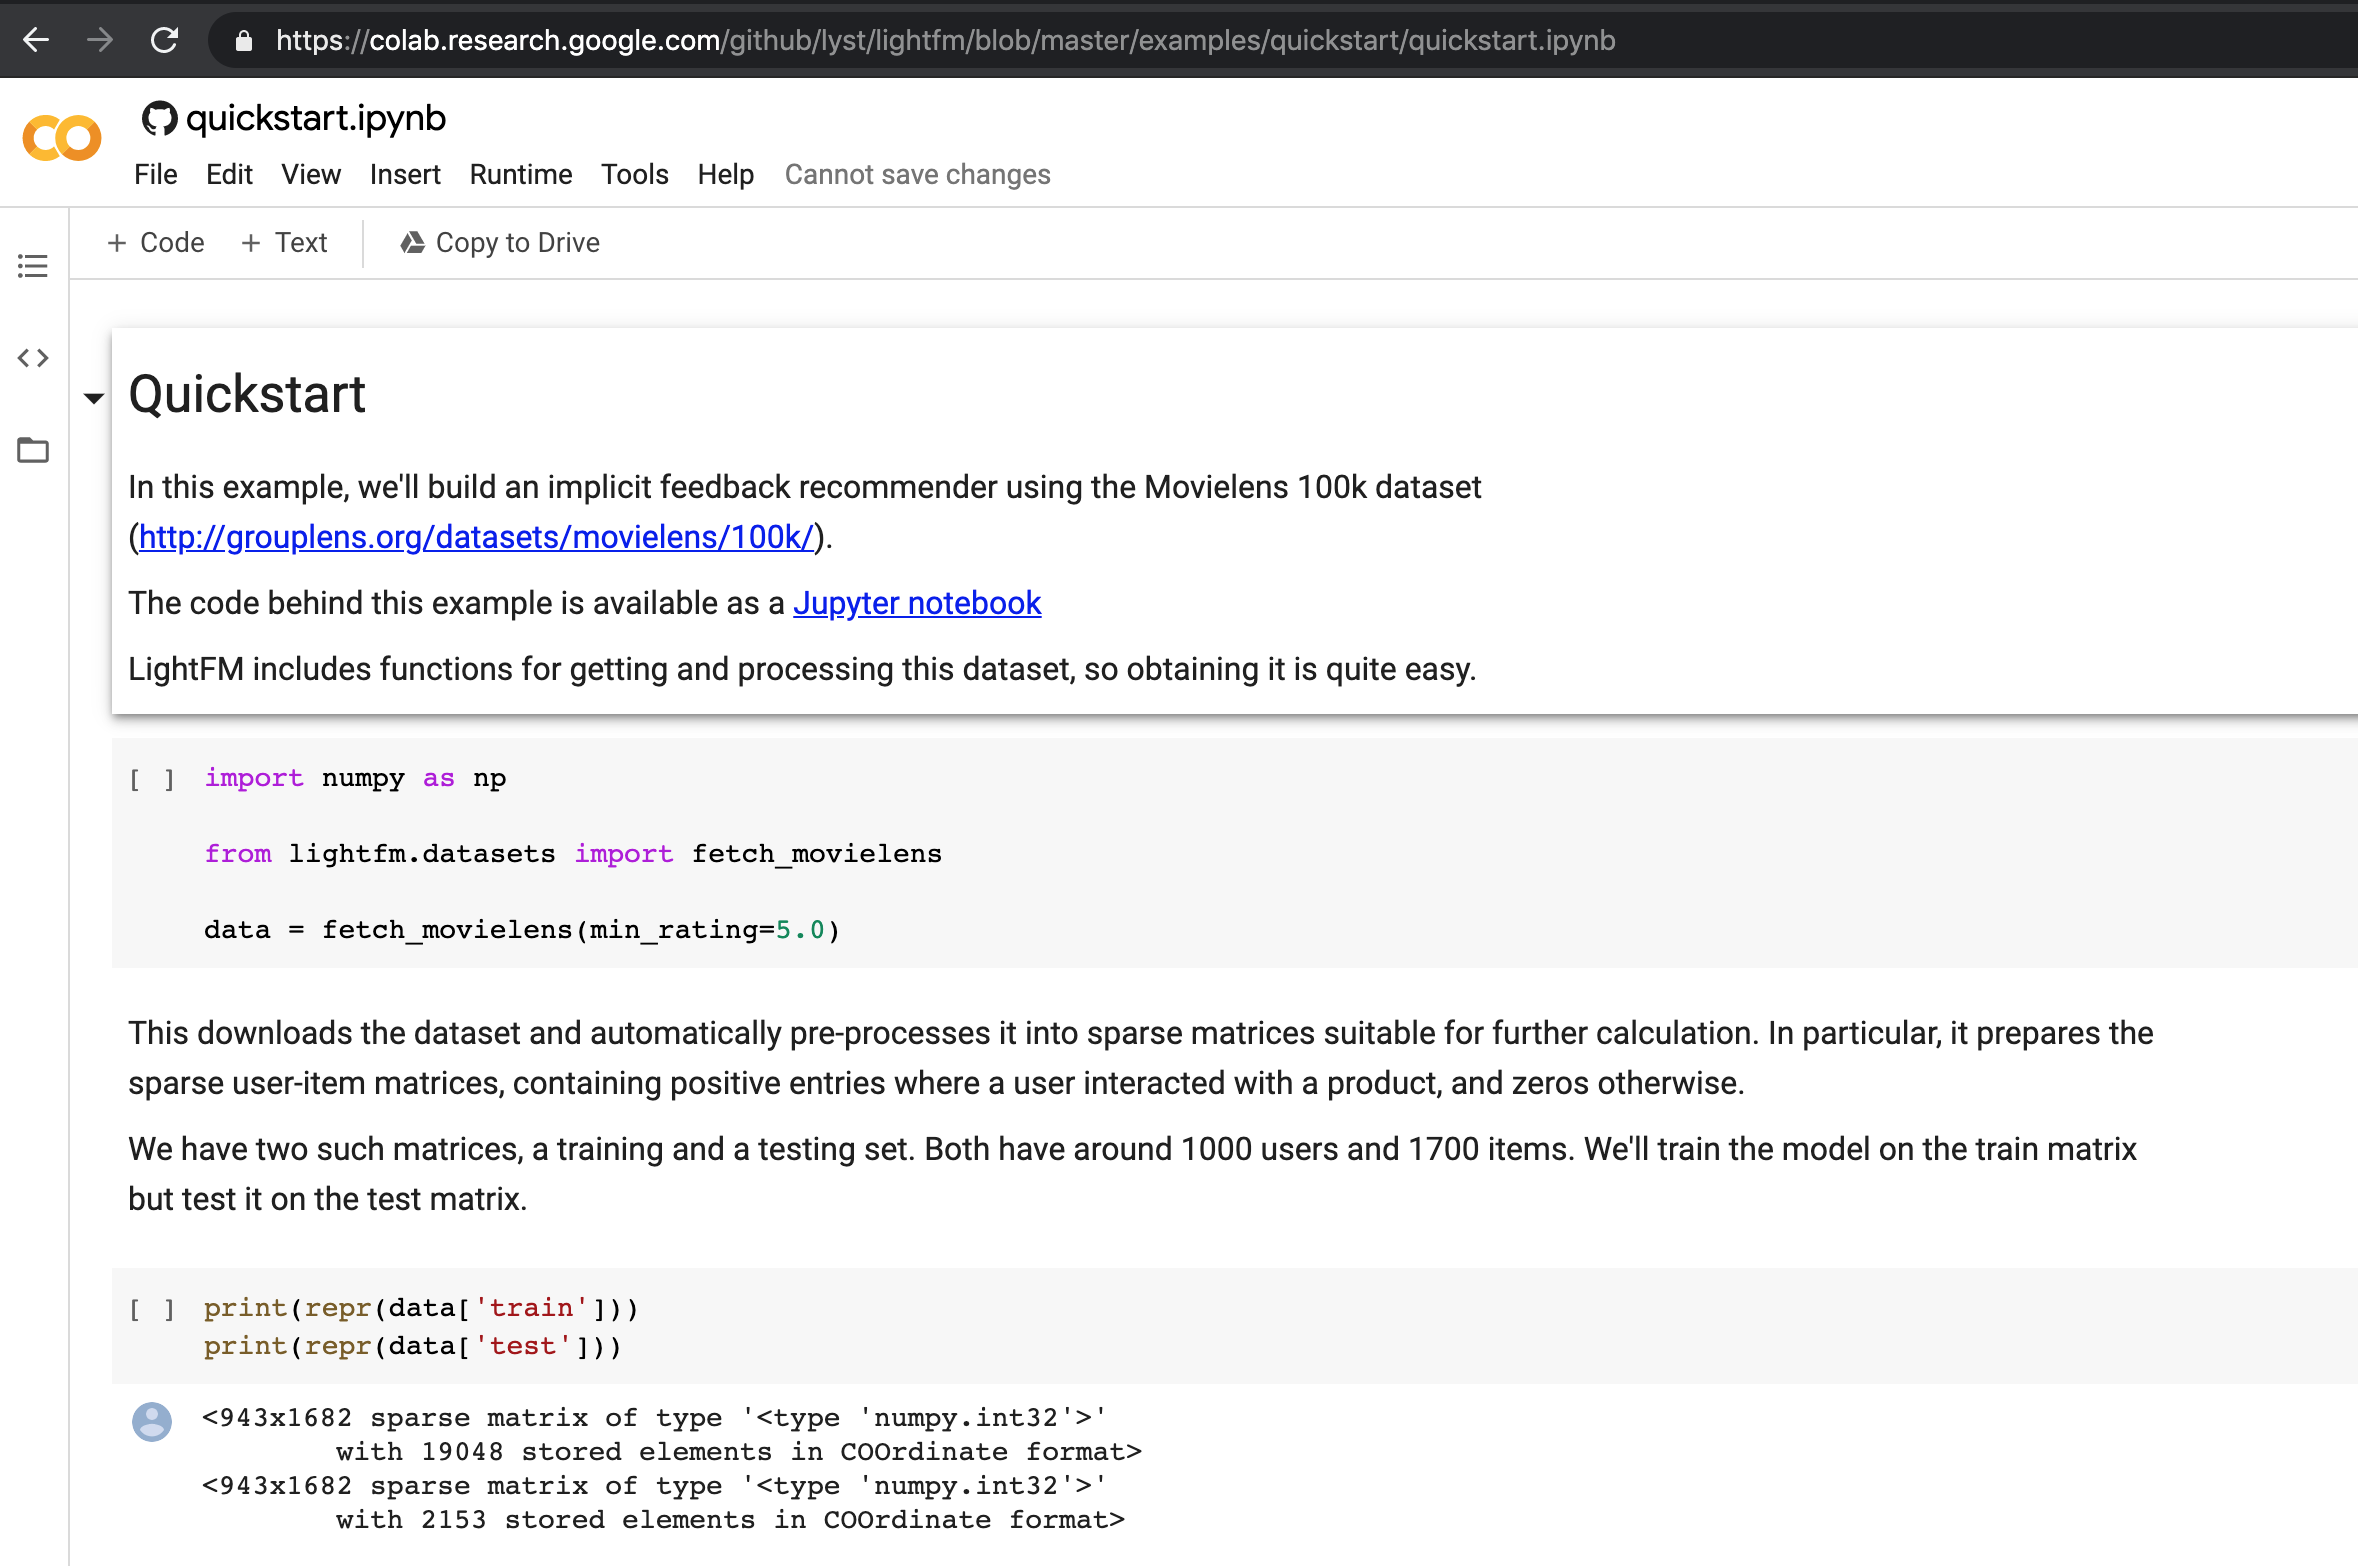 https://colab.research.google.com/github/lyst/lightfm/blob/master/examples/quickstart/quickstart.ipynb
quickstart.ipynb
File Edit View Insert Runtime Tools Help Cannot save changes
+ Code + Text Copy to Drive
Quickstart
In this example, we'll build an implicit feedback recommender using the Movielens 100k dataset
(http://grouplens.org/datasets/movielens/100k/).
The code behind this example is available as a Jupyter notebook
LightFM includes functions for getting and processing this dataset, so obtaining it is quite easy.
[ ] import numpy as np
from lightfm.datasets import fetch_movielens
data = fetch_movielens(min_rating=5.0)
This downloads the dataset and automatically pre-processes it into sparse matrices suitable for further calculation. In particular, it prepares the
sparse user-item matrices, containing positive entries where a user interacted with a product, and zeros otherwise.
We have two such matrices, a training and a testing set. Both have around 1000 users and 1700 items. We'll train the model on the train matrix
but test it on the test matrix.
[ ] print(repr(data['train']))
print(repr(data['test']))
<943x1682 sparse matrix of type '<type 'numpy.int32'>'
with 19048 stored elements in COOrdinate format>
<943x1682 sparse matrix of type '<type 'numpy.int32'>'
with 2153 stored elements in COOrdinate format>